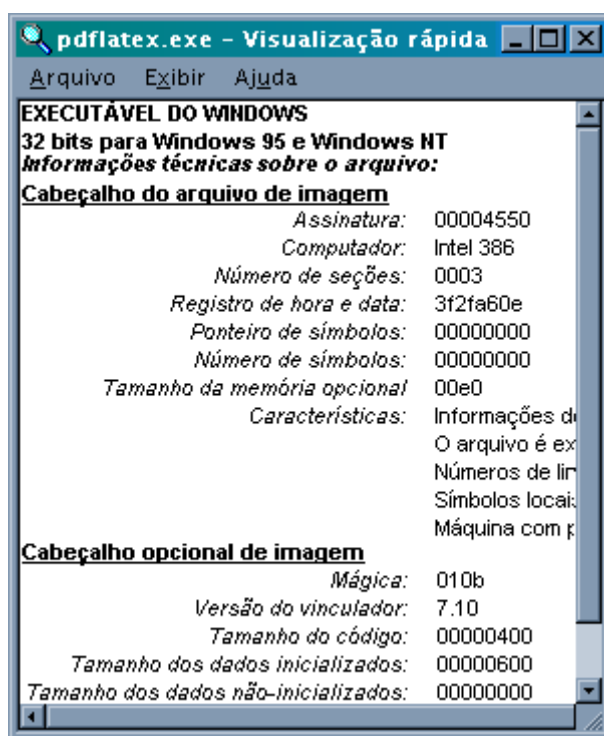 pdflatex.exe - Visualização rápida
Arquivo Exibir Ajuda
EXECUTÁVEL DO WINDOWS
32 bits para Windows 95 e Windows NT
Informações técnicas sobre o arquivo:
Cabeçalho do arquivo de imagem
Assinatura: 00004550
Computador: Intel 386
Número de seções: 0003
Registro de hora e data: 3f2fa60e
Ponteiro de símbolos: 00000000
Número de símbolos: 00000000
Tamanho da memória opcional 00e0
Características: Informações
O arquivo é ex
Números de
Símbolos
Máquina com
Cabeçalho opcional de imagem
Mágica: 010b
Versão do vinculador: 7.10
Tamanho do código: 00000400
Tamanho dos dados inicializados: 00000600
Tamanho dos dados não-inicializados: 00000000